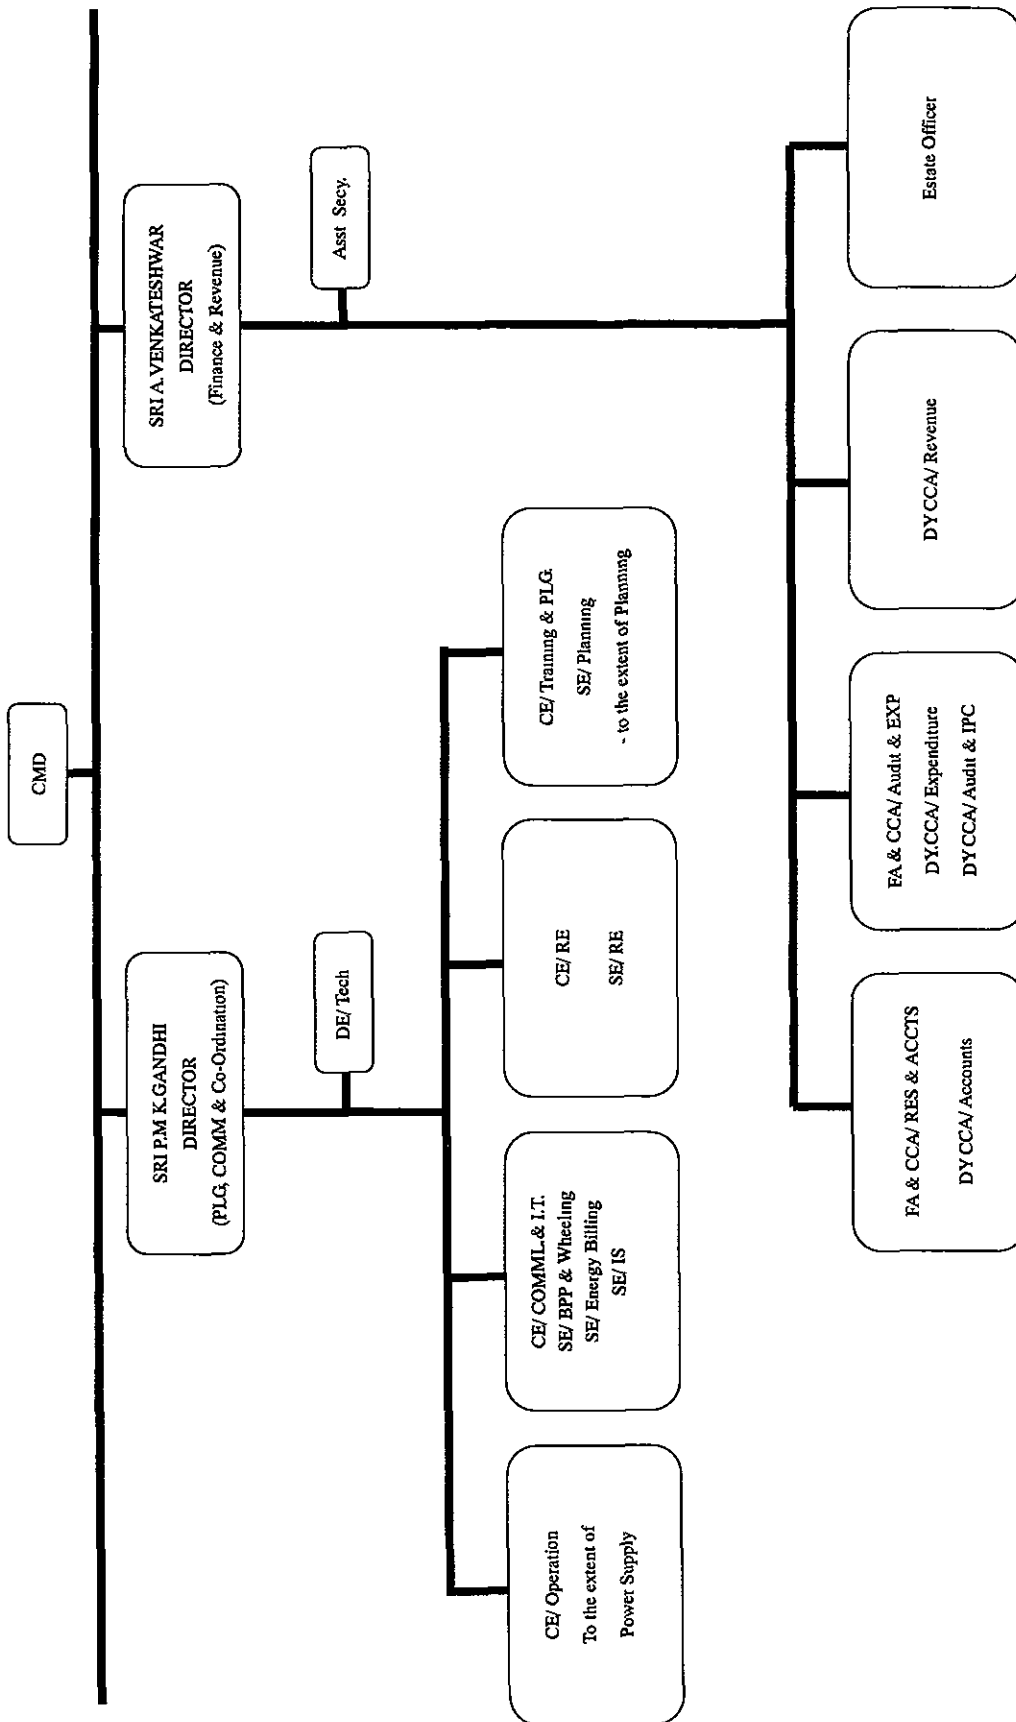 CMD
SRI P.M K.GANDHI
DIRECTOR
(PLG, COMM & Co-Ordination)
SRI A.VENKATESHWAR
DIRECTOR
(Finance & Revenue)
DE/ Tech
Asst Secy.
CE/ Operation
To the extent of
Power Supply
CE/ COMML.& I.T.
SE/ BPP & Wheeling
SE/ Energy Billing
SE/ IS
CE/ RE
SE/ RE
CE/ Training & PLG.
SE/ Planning
- to the extent of Planning
FA & CCA/ RES & ACCTS
DY CCA/ Accounts
FA & CCA/ Audit & EXP
DY.CCA/ Expenditure
DY CCA/ Audit & IPC
DY CCA/ Revenue
Estate Officer